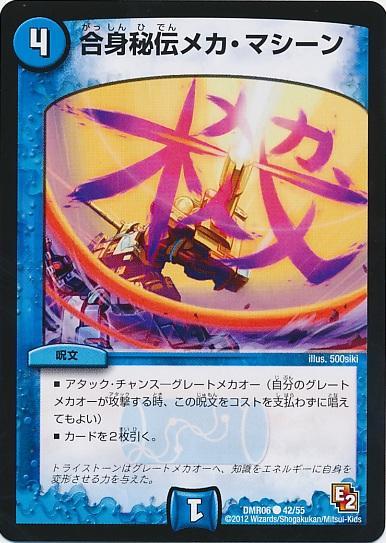 4
がっしん ひ でん
合身秘伝メカ・マシーン
メカ、
illus. 500siki
呪文
■ アタック・チャンス―グレートメカオー（自分のグレート
メカオーが攻撃する時、この呪文をコストを支払わずに唱え
てもよい）
■ カードを2枚引く。
トライストーンはグレートメカオーへ、知識をエネルギーに自身を
変形させる力を与えた。
1
DMR06 ● 42/55
©2012 Wizards/Shogakukan/Mitsui-Kids
E2